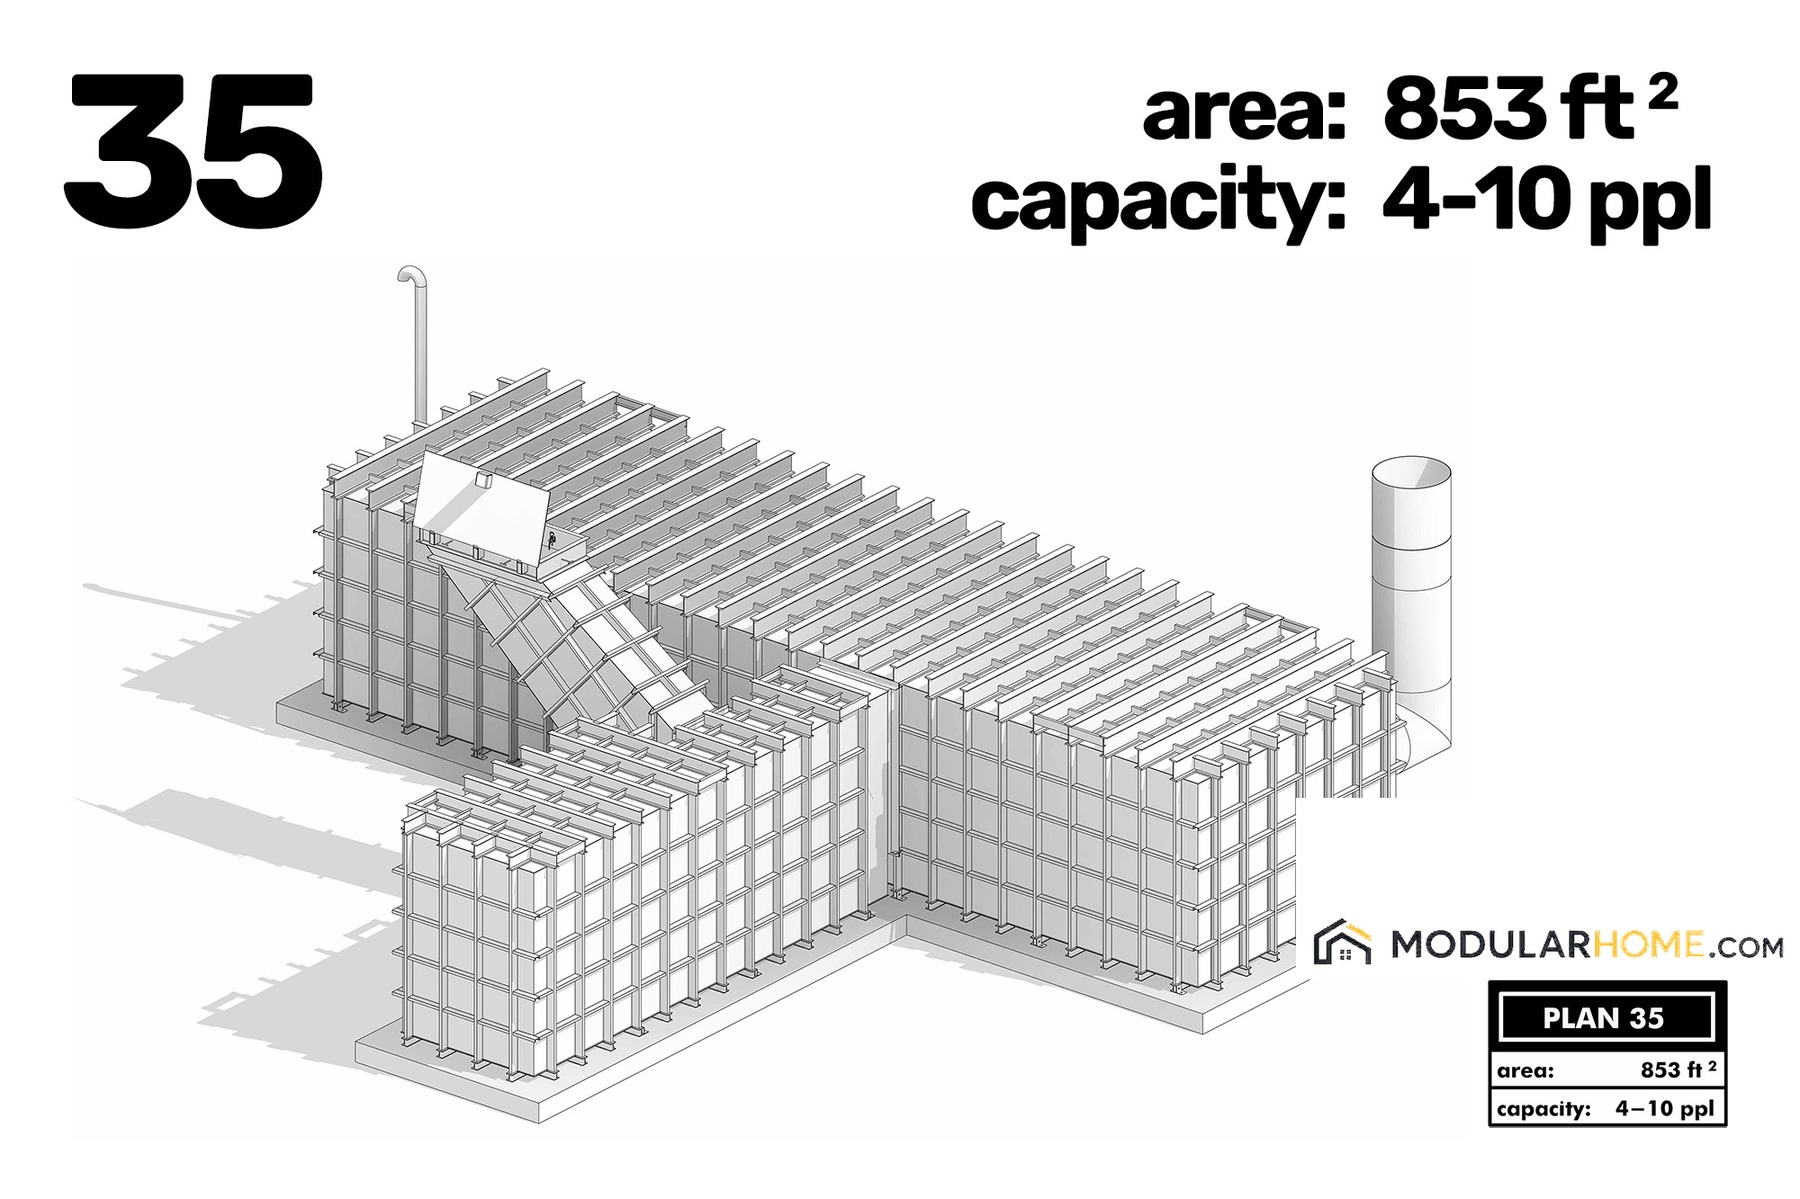 35
area: 853 ft²
capacity: 4-10 ppl
MODULARHOME.COM
PLAN 35
area: 853 ft²
capacity: 4–10 ppl